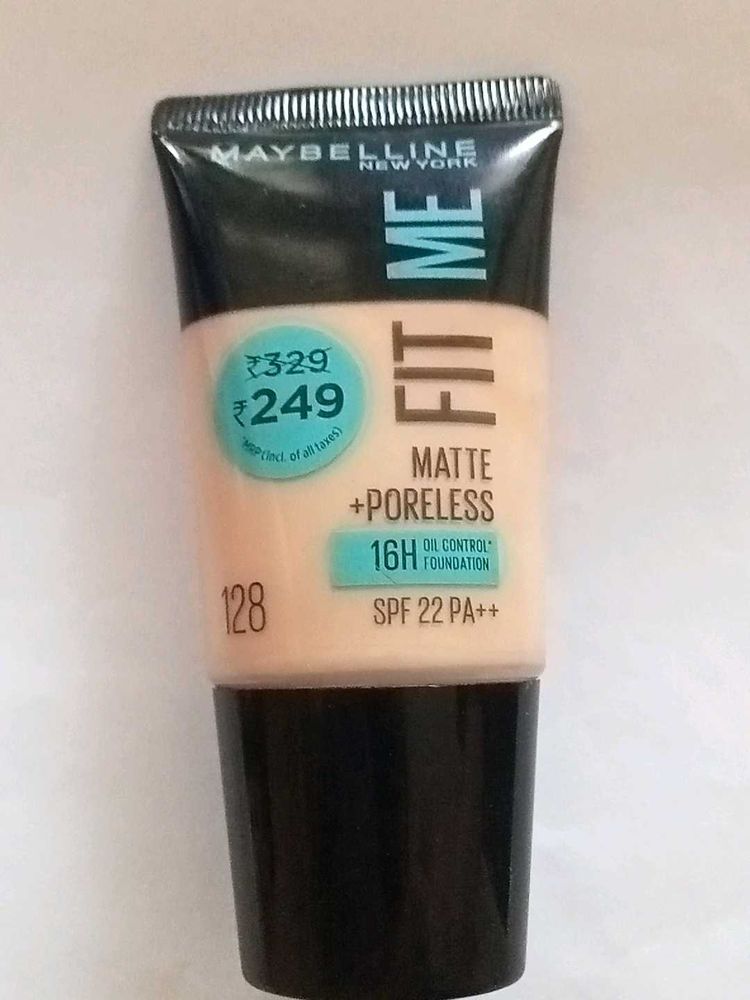 MAYBELLINE
NEW YORK
FIT ME
₹329
₹249
*MRP (incl. of all taxes)
MATTE
+PORELESS
16H OIL CONTROL*
FOUNDATION
128
SPF 22 PA++